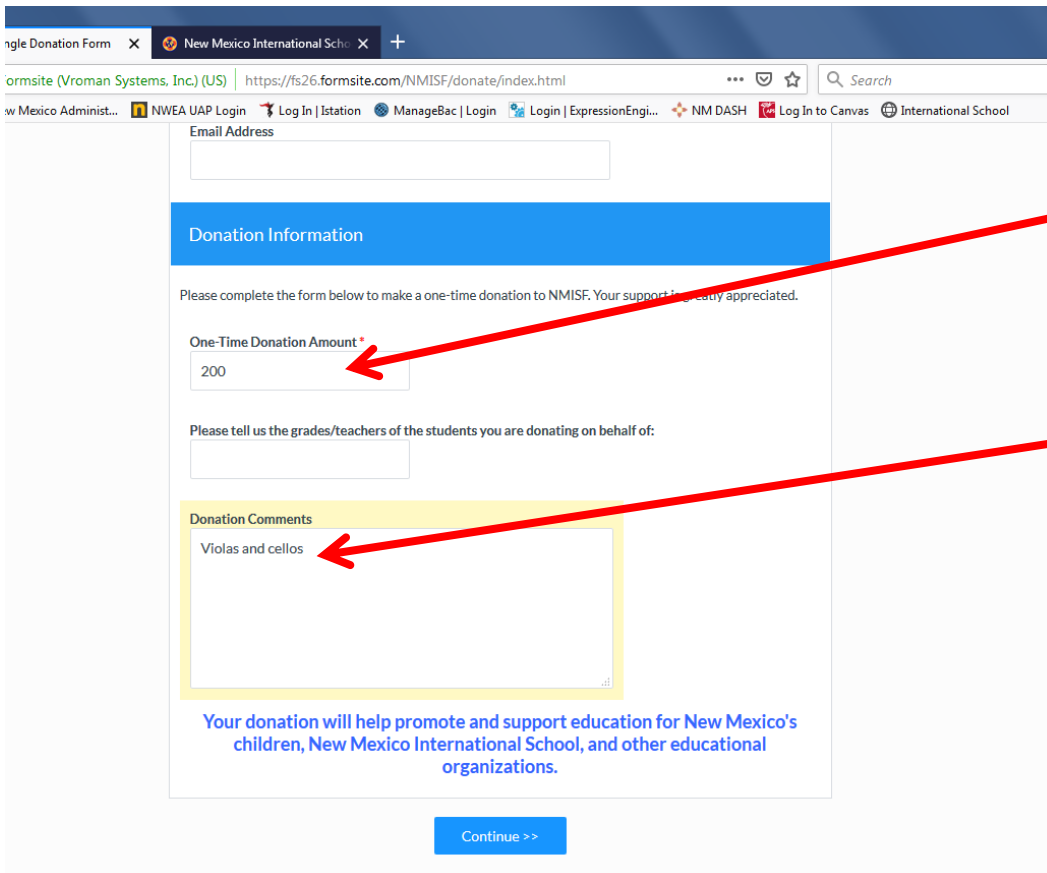 ngle Donation Form
New Mexico International Scho
ormsite (Vroman Systems, Inc.) (US) https://fs26.formsite.com/NMISF/donate/index.html Search
ew Mexico Administ... NWEA UAP Login Log In | Istation ManageBac | Login Login | ExpressionEngi... NM DASH Log In to Canvas International School
Email Address
Donation Information
Please complete the form below to make a one-time donation to NMISF. Your support is greatly appreciated.
One-Time Donation Amount *
200
Please tell us the grades/teachers of the students you are donating on behalf of:
Donation Comments
Violas and cellos
Your donation will help promote and support education for New Mexico's
children, New Mexico International School, and other educational
organizations.
Continue >>